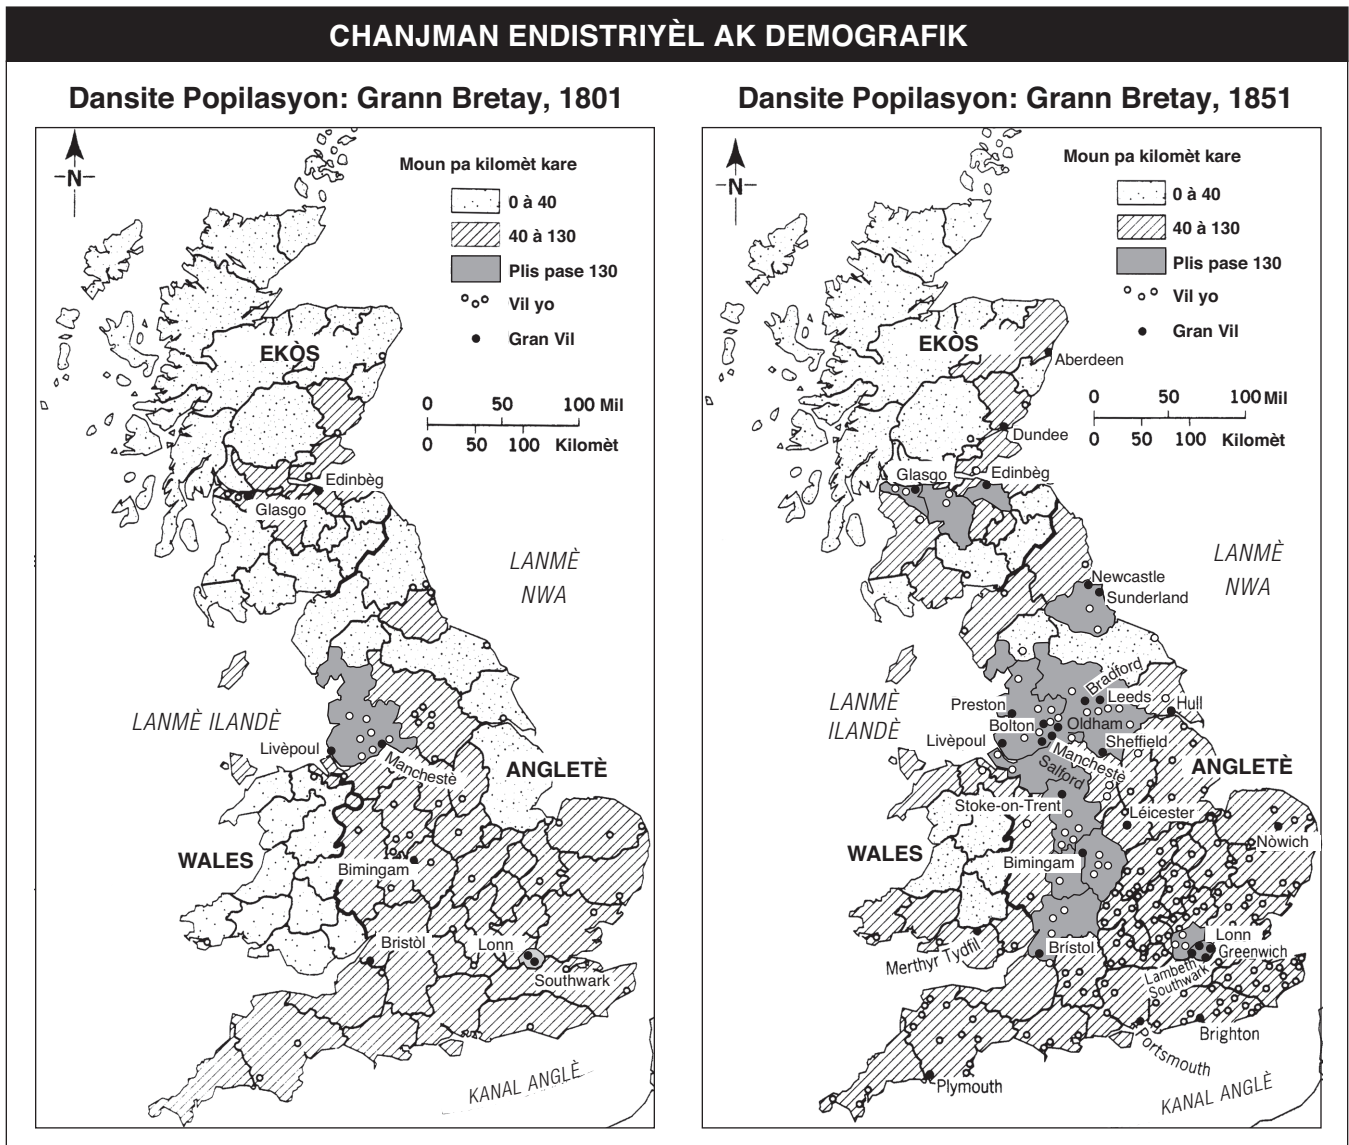 CHANJMAN ENDISTRIYÈL AK DEMOGRAFIK
Dansite Popilasyon: Grann Bretay, 1801
N
Moun pa kilomèt kare
0 à 40
40 à 130
Plis pase 130
Vil yo
Gran Vil
0 50 100 Mil
0 50 100 Kilomèt
EKÒS
Edinbèg
Glasgo
LANMÈ
NWA
LANMÈ ILANDÈ
Livèpoul
Manchestè
ANGLETÈ
WALES
Bimingam
Bristòl
Lonn
Southwark
KANAL ANGLÈ
Dansite Popilasyon: Grann Bretay, 1851
N
Moun pa kilomèt kare
0 à 40
40 à 130
Plis pase 130
Vil yo
Gran Vil
0 50 100 Mil
0 50 100 Kilomèt
EKÒS
Aberdeen
Dundee
Glasgo
Edinbèg
LANMÈ
NWA
Newcastle
Sunderland
LANMÈ
ILANDÈ
Bradford
Preston
Leeds
Hull
Bolton
Oldham
Livèpoul
Sheffield
Manchestè
Salford
ANGLETÈ
Stoke-on-Trent
Léicester
Nòwich
WALES
Bimingam
Merthyr Tydfil
Brístol
Lonn
Greenwich
Lambeth
Southwark
Brighton
Portsmouth
Plymouth
KANAL ANGLÈ